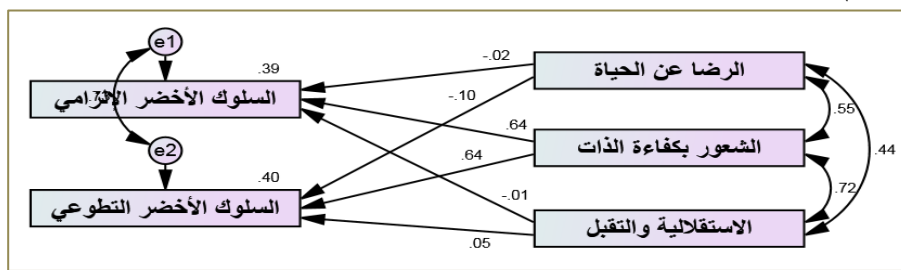 e1
.39
-.02
الرضا عن الحياة
السلوك الأخضر الالزامي
-.10
.55
.64
الشعور بكفاءة الذات
.44
e2
.64
.40
.72
-.01
السلوك الأخضر التطوعي
الاستقلالية والتقبل
.05